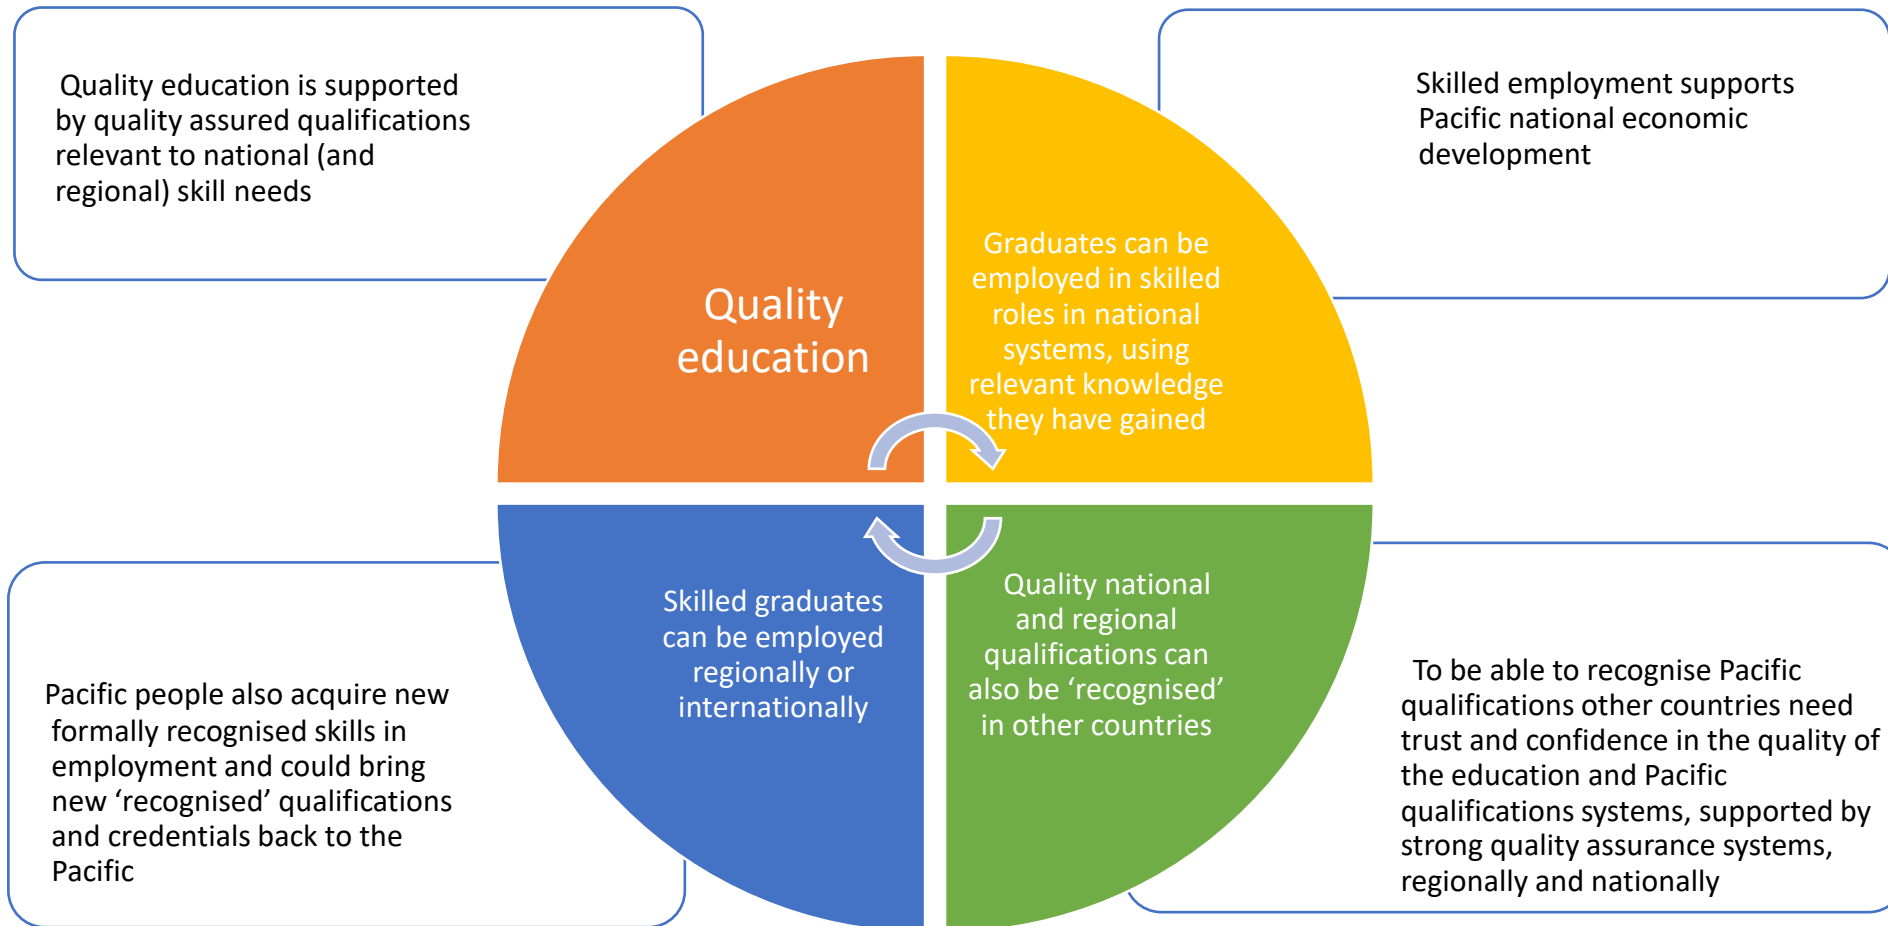 Quality education is supported
by quality assured qualifications
relevant to national (and
regional) skill needs
Skilled employment supports
Pacific national economic
development
Quality
education
Graduates can be
employed in skilled
roles in national
systems, using
relevant knowledge
they have gained
Skilled graduates
can be employed
regionally or
internationally
Quality national
and regional
qualifications can
also be ‘recognised’
in other countries
Pacific people also acquire new
formally recognised skills in
employment and could bring
new ‘recognised’ qualifications
and credentials back to the
Pacific
To be able to recognise Pacific
qualifications other countries need
trust and confidence in the quality of
the education and Pacific
qualifications systems, supported by
strong quality assurance systems,
regionally and nationally